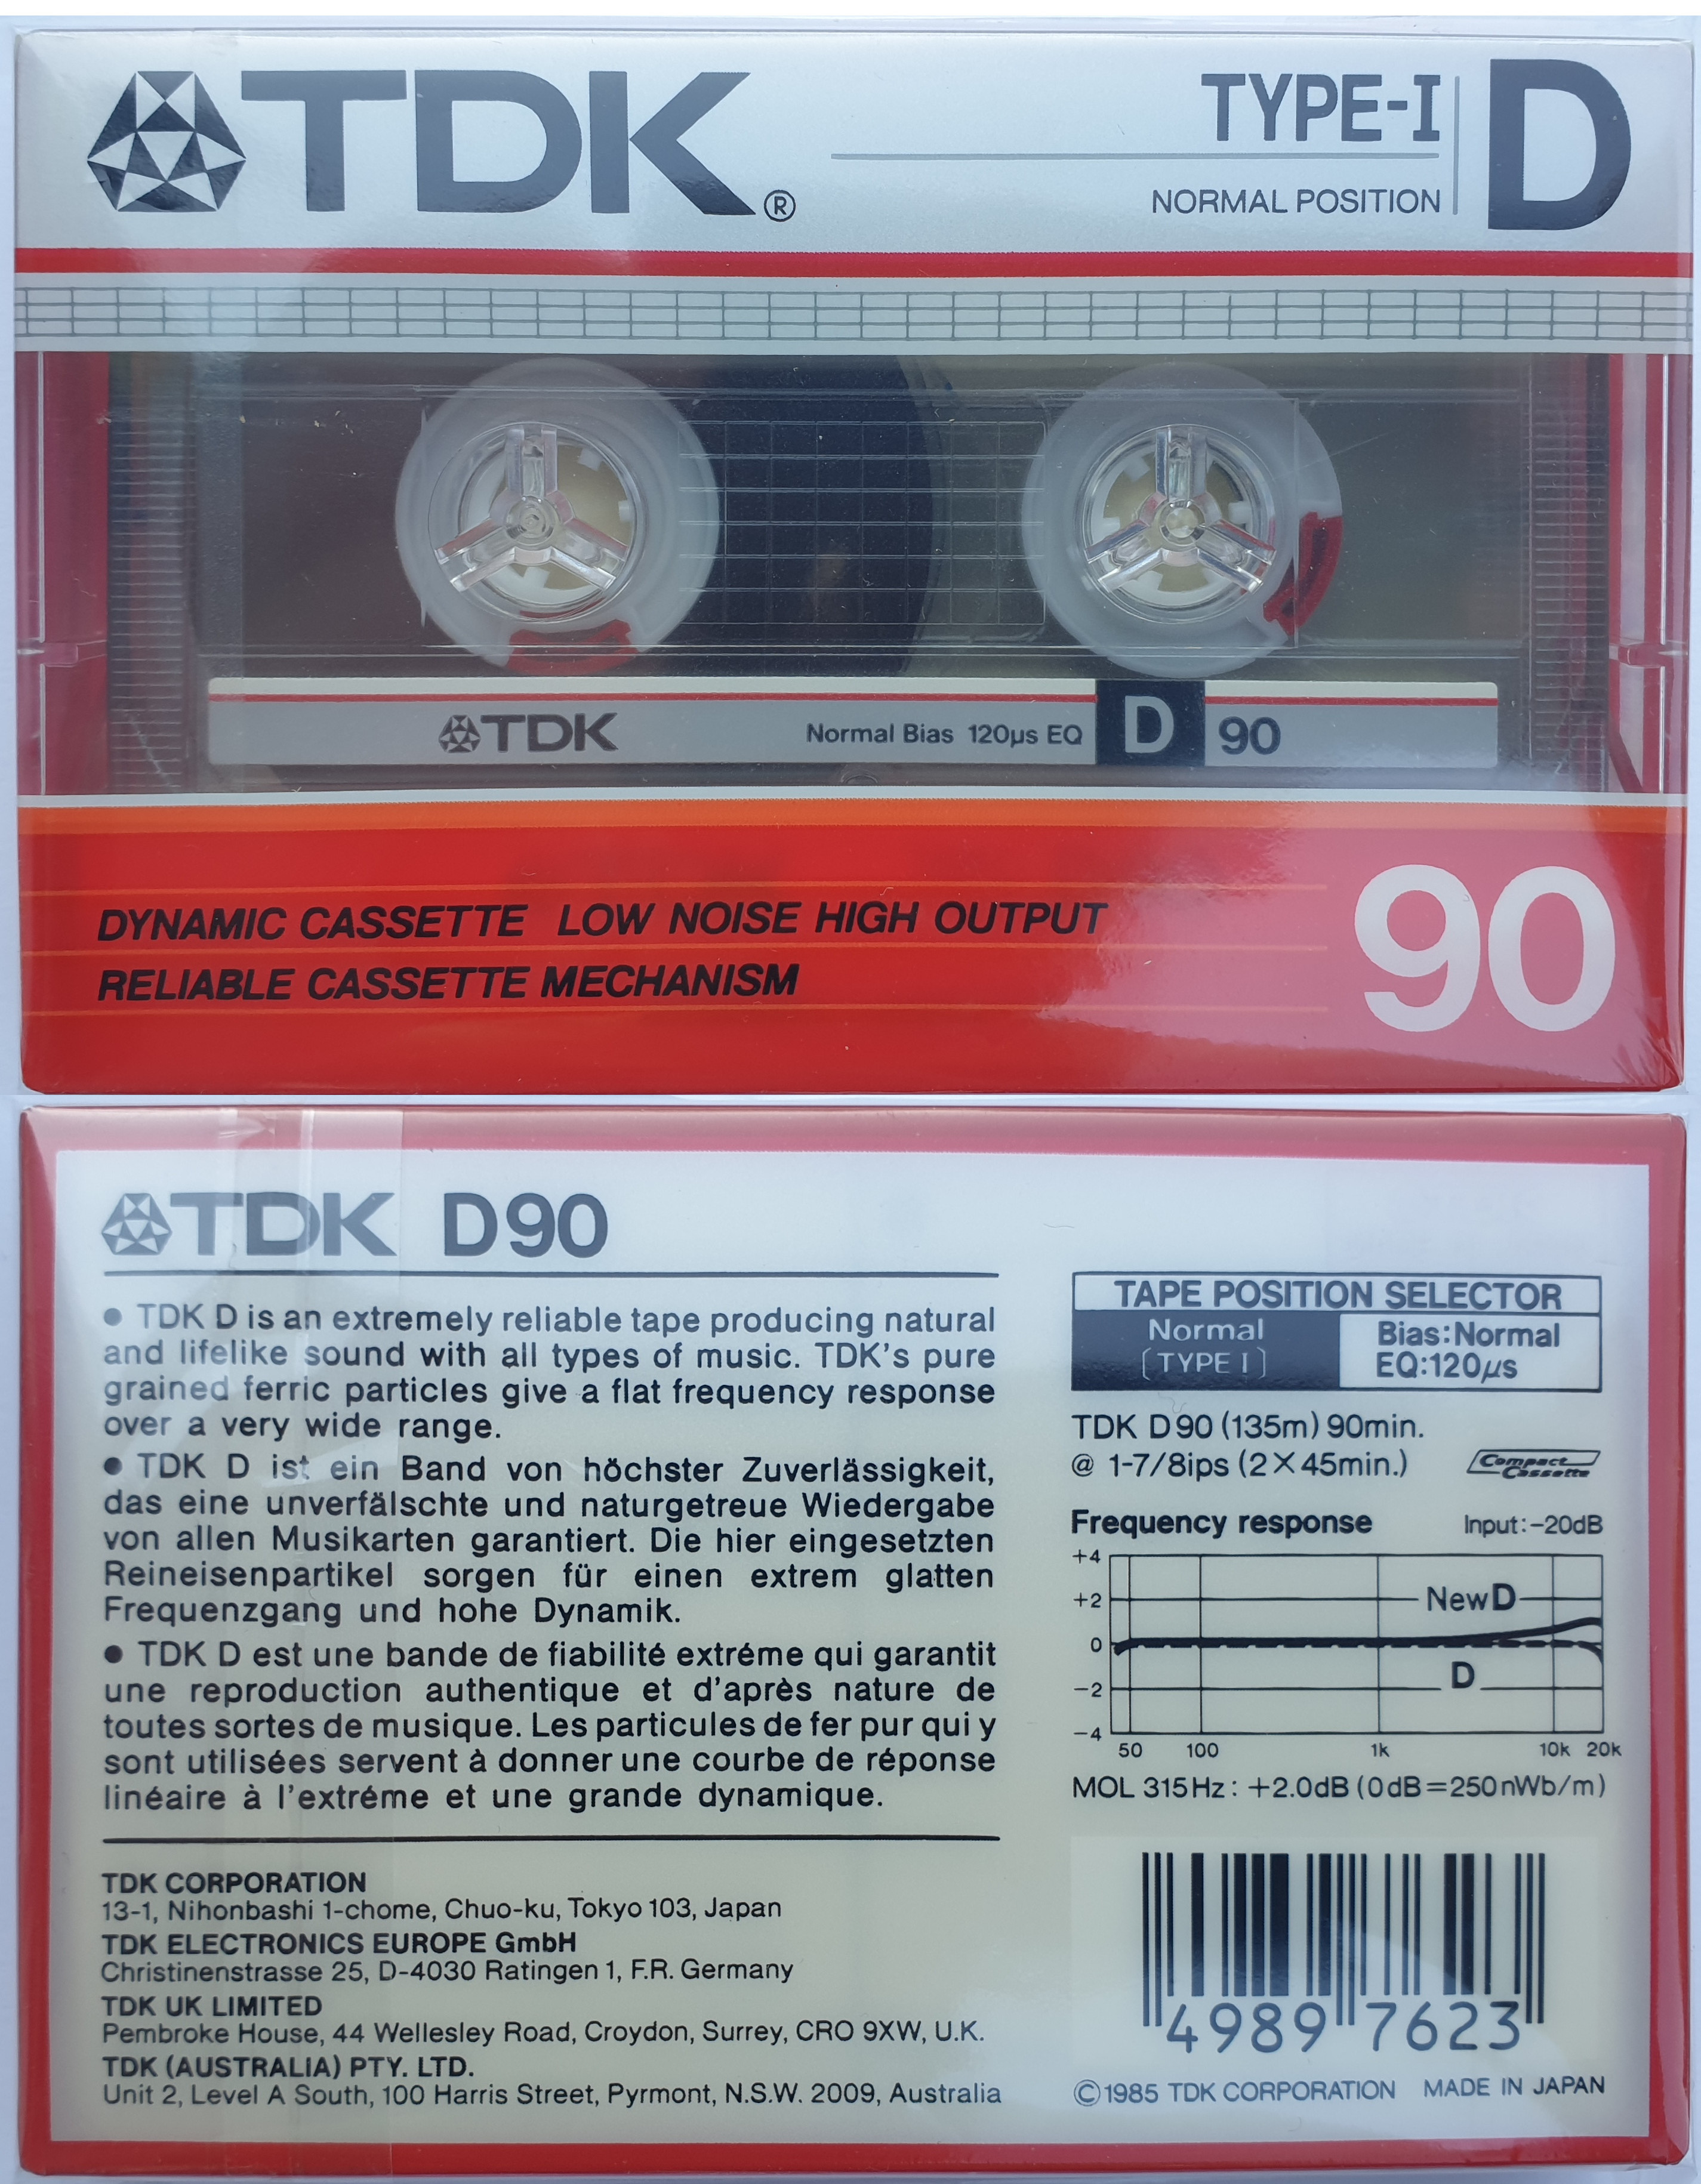 TDK®
TYPE-I
NORMAL POSITION
D
TDK Normal Bias 120µs EQ D 90
DYNAMIC CASSETTE LOW NOISE HIGH OUTPUT
RELIABLE CASSETTE MECHANISM
90
TDK D90
• TDK D is an extremely reliable tape producing natural
and lifelike sound with all types of music. TDK's pure
grained ferric particles give a flat frequency response
over a very wide range.
• TDK D ist ein Band von höchster Zuverlässigkeit,
das eine unverfälschte und naturgetreue Wiedergabe
von allen Musikarten garantiert. Die hier eingesetzten
Reineisenpartikel sorgen für einen extrem glatten
Frequenzgang und hohe Dynamik.
• TDK D est une bande de fiabilité extréme qui garantit
une reproduction authentique et d'après nature de
toutes sortes de musique. Les particules de fer pur qui y
sont utilisées servent à donner une courbe de réponse
linéaire à l'extréme et une grande dynamique.
TDK CORPORATION
13-1, Nihonbashi 1-chome, Chuo-ku, Tokyo 103, Japan
TDK ELECTRONICS EUROPE GmbH
Christinenstrasse 25, D-4030 Ratingen 1, F.R. Germany
TDK UK LIMITED
Pembroke House, 44 Wellesley Road, Croydon, Surrey, CRO 9XW, U.K.
TDK (AUSTRALIA) PTY. LTD.
Unit 2, Level A South, 100 Harris Street, Pyrmont, N.S.W. 2009, Australia
TAPE POSITION SELECTOR
Normal
(TYPE I)
Bias:Normal
EQ:120µs
TDK D90 (135m) 90min.
@ 1-7/8ips (2×45min.)
Compact
Cassette
Frequency response Input:-20dB
+4
+2
0
-2
-4
New D
D
50 100 1k 10k 20k
MOL 315Hz: +2.0dB (0dB=250nWb/m)
4989 7623
©1985 TDK CORPORATION MADE IN JAPAN